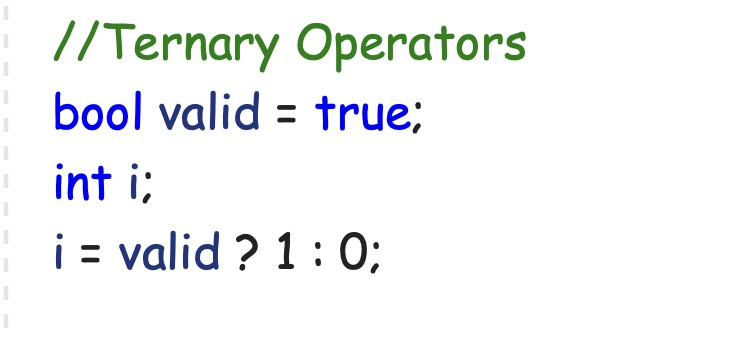 //Ternary Operators
bool valid = true;
int i;
i = valid ? 1 : 0;